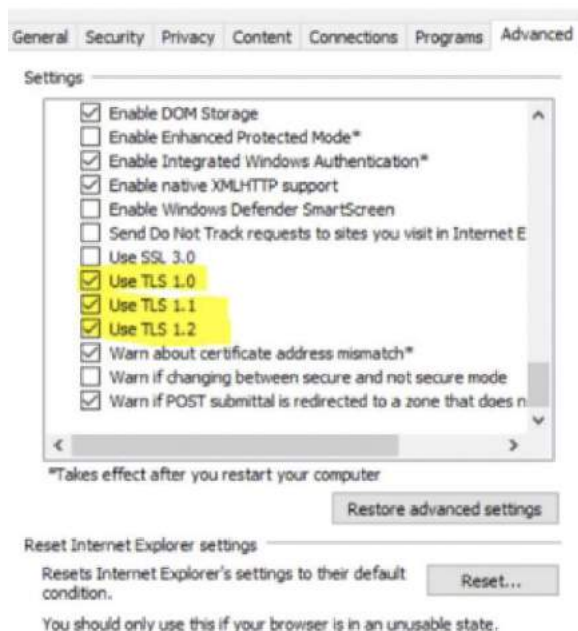 General Security Privacy Content Connections Programs Advanced
Settings
Enable DOM Storage
Enable Enhanced Protected Mode*
Enable Integrated Windows Authentication*
Enable native XMLHTTP support
Enable Windows Defender SmartScreen
Send Do Not Track requests to sites you visit in Internet E
Use SSL 3.0
Use TLS 1.0
Use TLS 1.1
Use TLS 1.2
Warn about certificate address mismatch*
Warn if changing between secure and not secure mode
Warn if POST submittal is redirected to a zone that does n
*Takes effect after you restart your computer
Restore advanced settings
Reset Internet Explorer settings
Resets Internet Explorer's settings to their default
condition.
Reset...
You should only use this if your browser is in an unusable state.